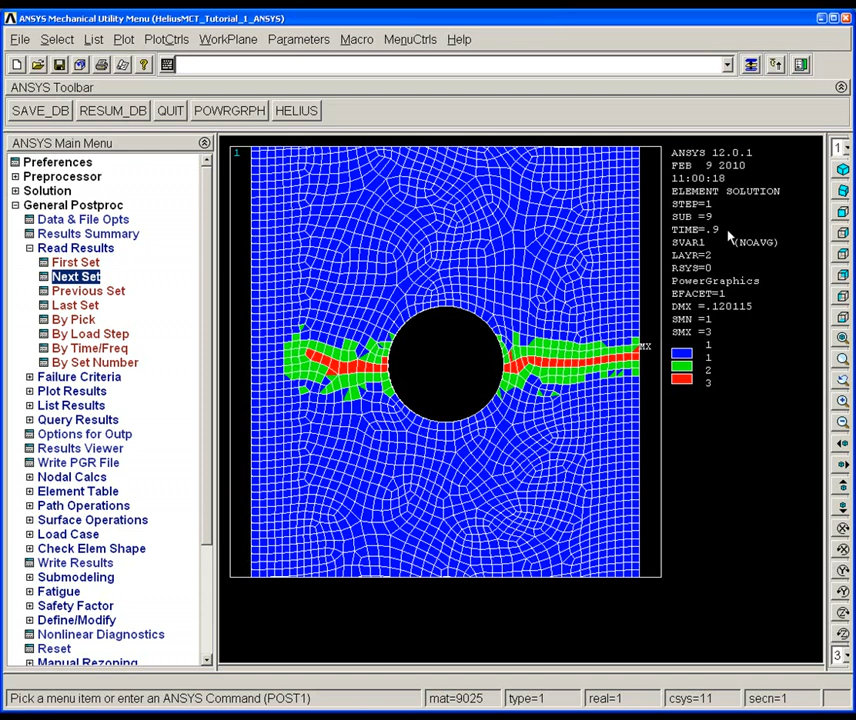 ANSYS Mechanical Utility Menu (HeliusMCT_Tutorial_1_ANSYS)
File Select List Plot PlotCtrls WorkPlane Parameters Macro MenuCtrls Help
ANSYS Toolbar
SAVE_DB RESUM_DB QUIT POWRGRPH HELIUS
ANSYS Main Menu
Preferences
Preprocessor
Solution
General Postproc
Data & File Opts
Results Summary
Read Results
First Set
Next Set
Previous Set
Last Set
By Pick
By Load Step
By Time/Freq
By Set Number
Failure Criteria
Plot Results
List Results
Query Results
Options for Outp
Results Viewer
Write PGR File
Nodal Calcs
Element Table
Path Operations
Surface Operations
Load Case
Check Elem Shape
Write Results
Submodeling
Fatigue
Safety Factor
Define/Modify
Nonlinear Diagnostics
Reset
Manual Rezoning
1
MX
ANSYS 12.0.1
FEB 9 2010
11:00:18
ELEMENT SOLUTION
STEP=1
SUB =9
TIME=.9
SVAR1 (NOAVG)
LAYR=2
RSYS=0
PowerGraphics
EFACET=1
DMX =.120115
SMN =1
SMX =3
1
1
2
3
1
3
Pick a menu item or enter an ANSYS Command (POST1) mat=9025 type=1 real=1 csys=11 secn=1